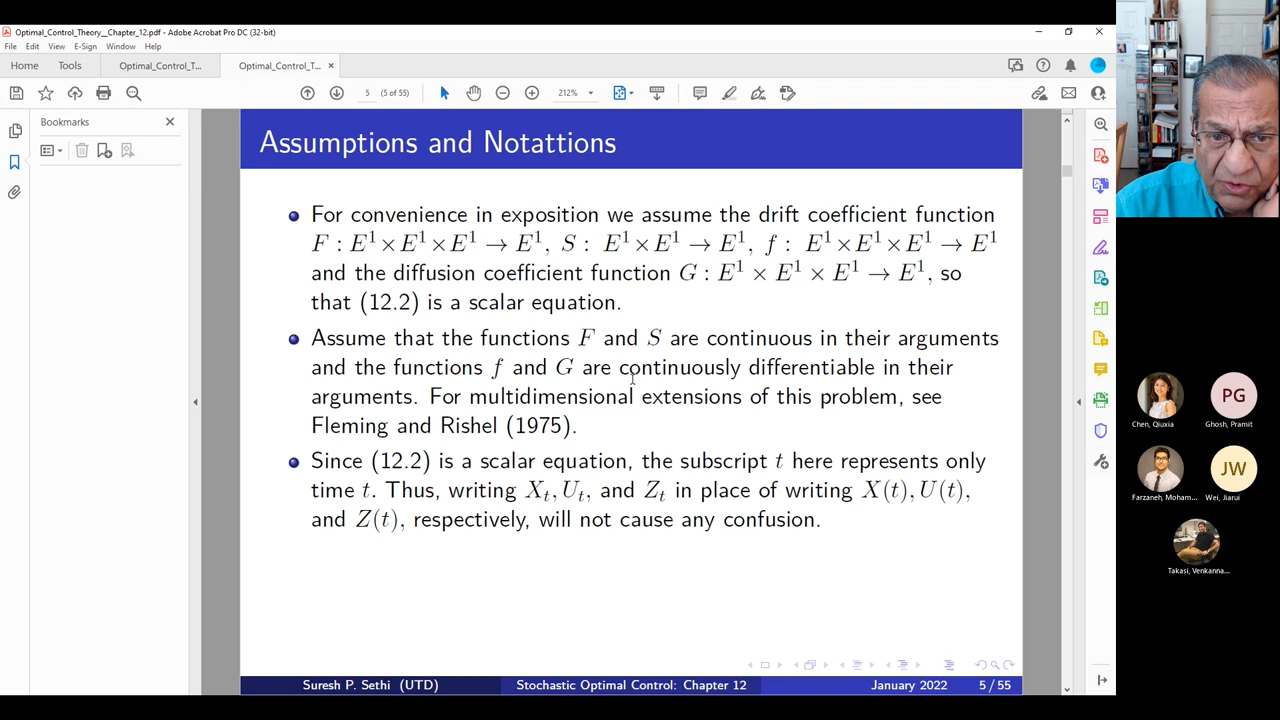 Optimal_Control_Theory__Chapter_12.pdf - Adobe Acrobat Pro DC (32-bit)
File Edit View E-Sign Window Help
Home Tools Optimal_Control_T... Optimal_Control_T... ×
5 (5 of 55) 212%
Bookmarks
Assumptions and Notattions
For convenience in exposition we assume the drift coefficient function
F : E¹ × E¹ × E¹ → E¹, S : E¹ × E¹ → E¹, f : E¹ × E¹ × E¹ → E¹
and the diffusion coefficient function G : E¹ × E¹ × E¹ → E¹, so
that (12.2) is a scalar equation.
Assume that the functions F and S are continuous in their arguments
and the functions f and G are continuously differentiable in their
arguments. For multidimensional extensions of this problem, see
Fleming and Rishel (1975).
Since (12.2) is a scalar equation, the subscript t here represents only
time t. Thus, writing Xₜ, Uₜ, and Zₜ in place of writing X(t), U(t),
and Z(t), respectively, will not cause any confusion.
Suresh P. Sethi (UTD) Stochastic Optimal Control: Chapter 12 January 2022 5 / 55
PG
Chen, Qiuxia Ghosh, Pramit
JW
Farzaneh, Moham... Wei, Jiarui
Takasi, Venkanna...